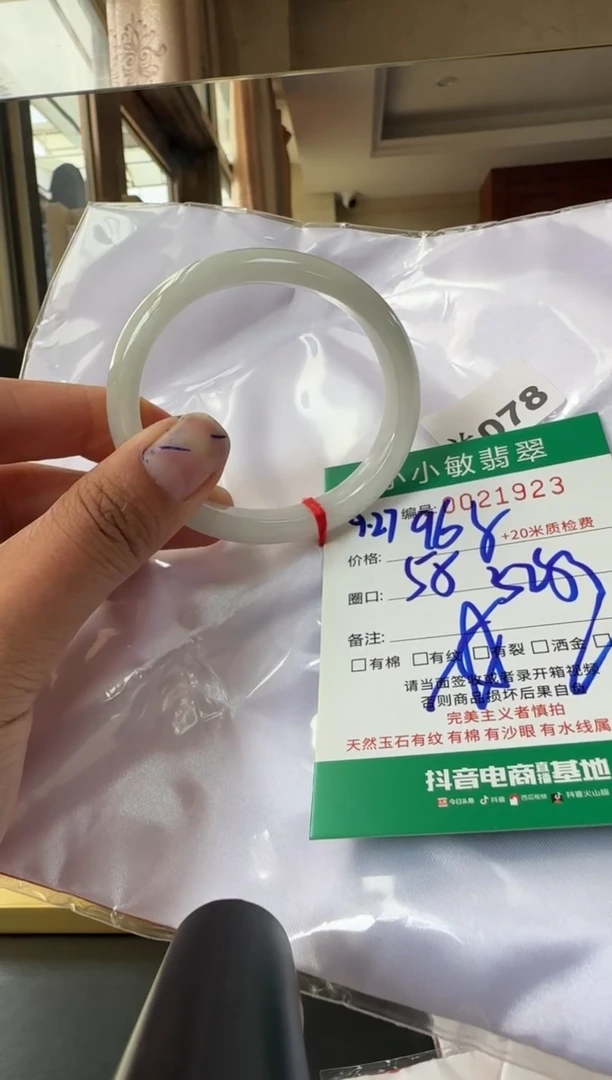 078
小小敏翡翠
编号: 0021923
9.27 968
+20米质检费
价格:
58
圈口:
备注:
□有棉 □有纹 □有裂 □洒金
请当面签收或者录开箱视频
否则商品损坏后果自
完美主义者慎拍
天然玉石有纹 有棉 有沙眼 有水线属
抖音电商直播基地
今日头条 抖音 西瓜视频 抖音火山版